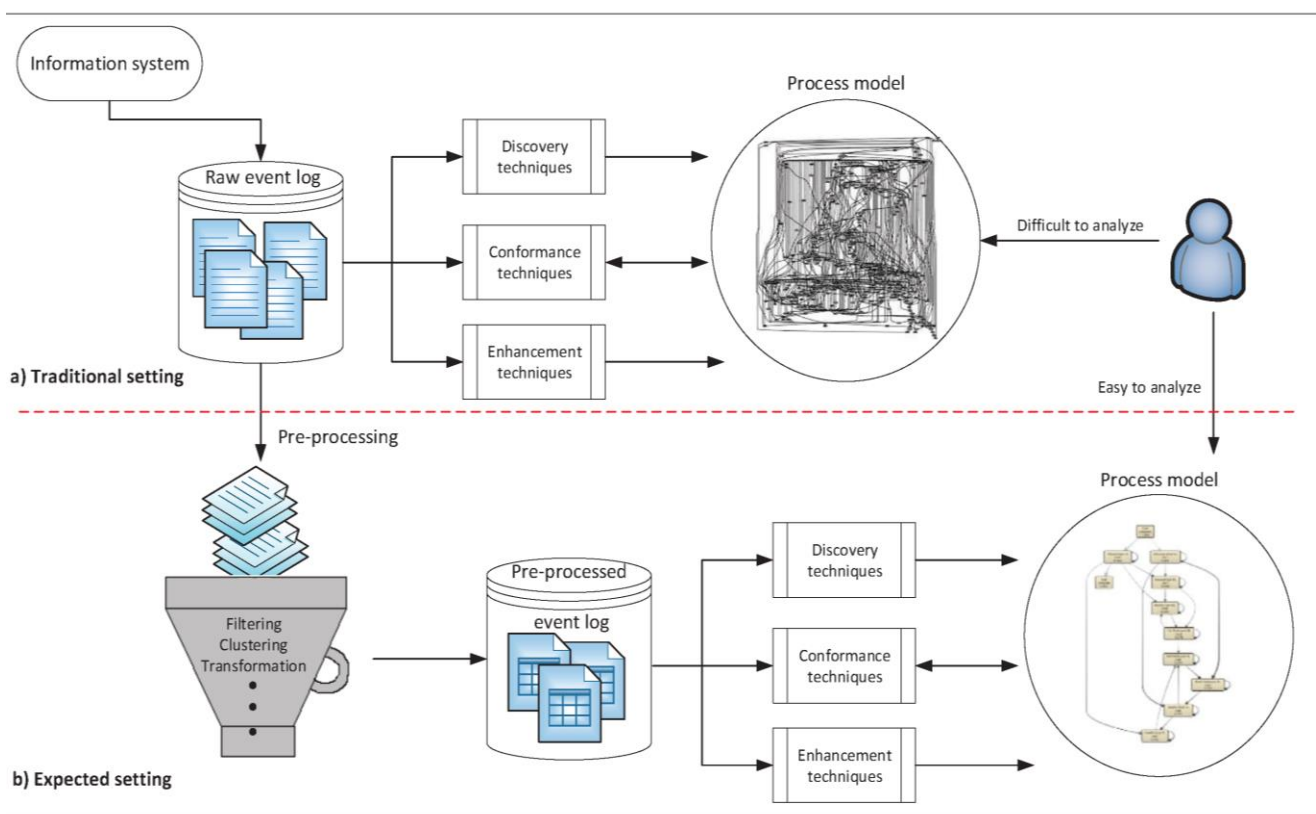 Information system
Process model
Raw event log
Discovery
techniques
Conformance
techniques
Enhancement
techniques
Difficult to analyze
a) Traditional setting
Easy to analyze
Pre-processing
Process model
Filtering
Clustering
Transformation
Pre-processed
event log
Discovery
techniques
Conformance
techniques
Enhancement
techniques
b) Expected setting